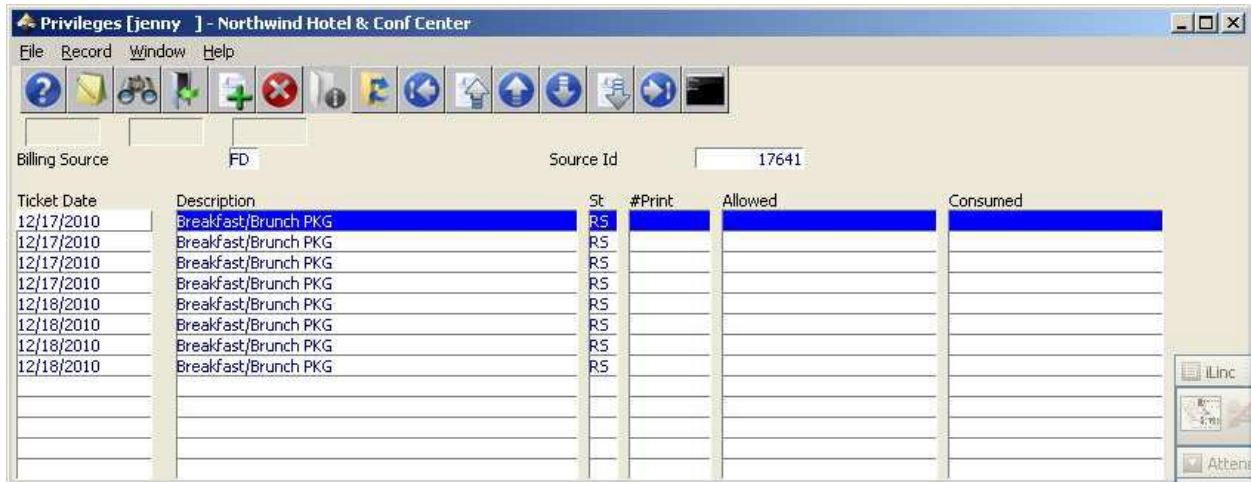 Privileges [jenny ] - Northwind Hotel & Conf Center
File Record Window Help
Billing Source FD Source Id 17641
Ticket Date Description St #Print Allowed Consumed
12/17/2010 Breakfast/Brunch PKG RS
12/17/2010 Breakfast/Brunch PKG RS
12/17/2010 Breakfast/Brunch PKG RS
12/17/2010 Breakfast/Brunch PKG RS
12/18/2010 Breakfast/Brunch PKG RS
12/18/2010 Breakfast/Brunch PKG RS
12/18/2010 Breakfast/Brunch PKG RS
12/18/2010 Breakfast/Brunch PKG RS
iLinc